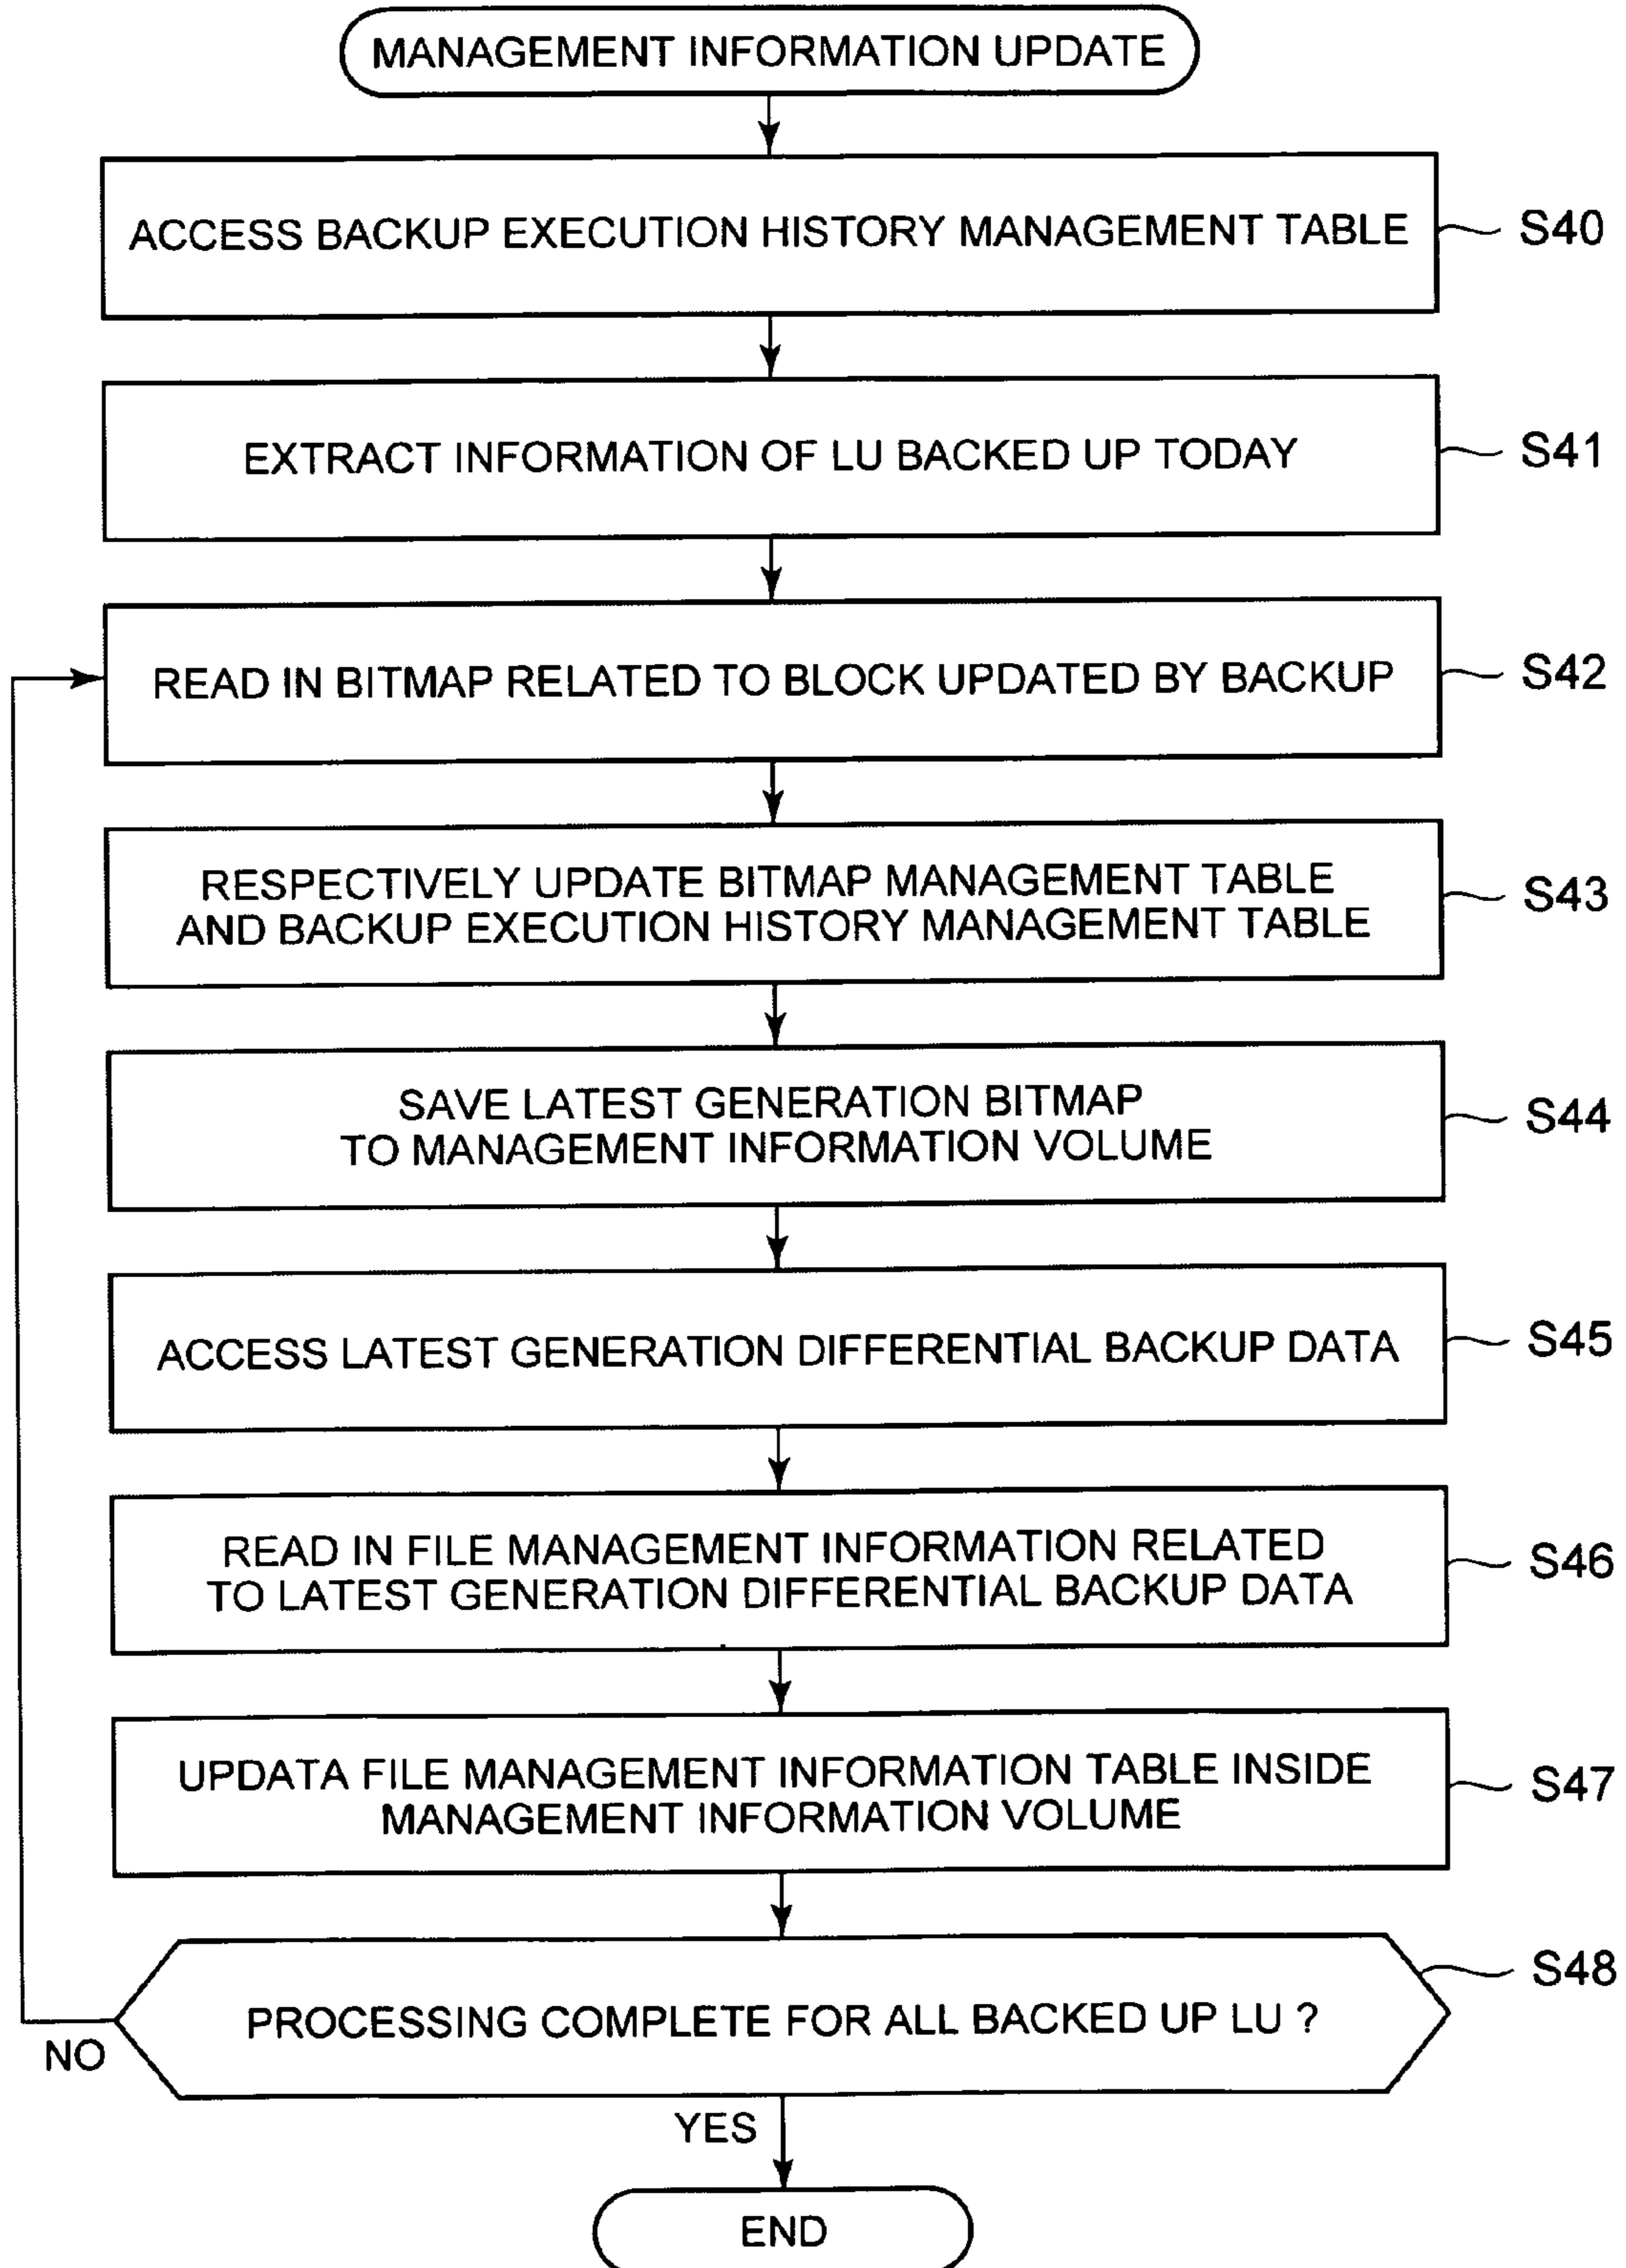 MANAGEMENT INFORMATION UPDATE
ACCESS BACKUP EXECUTION HISTORY MANAGEMENT TABLE
S40
EXTRACT INFORMATION OF LU BACKED UP TODAY
S41
READ IN BITMAP RELATED TO BLOCK UPDATED BY BACKUP
S42
RESPECTIVELY UPDATE BITMAP MANAGEMENT TABLE
AND BACKUP EXECUTION HISTORY MANAGEMENT TABLE
S43
SAVE LATEST GENERATION BITMAP
TO MANAGEMENT INFORMATION VOLUME
S44
ACCESS LATEST GENERATION DIFFERENTIAL BACKUP DATA
S45
READ IN FILE MANAGEMENT INFORMATION RELATED
TO LATEST GENERATION DIFFERENTIAL BACKUP DATA
S46
UPDATA FILE MANAGEMENT INFORMATION TABLE INSIDE
MANAGEMENT INFORMATION VOLUME
S47
PROCESSING COMPLETE FOR ALL BACKED UP LU ?
S48
NO
YES
END